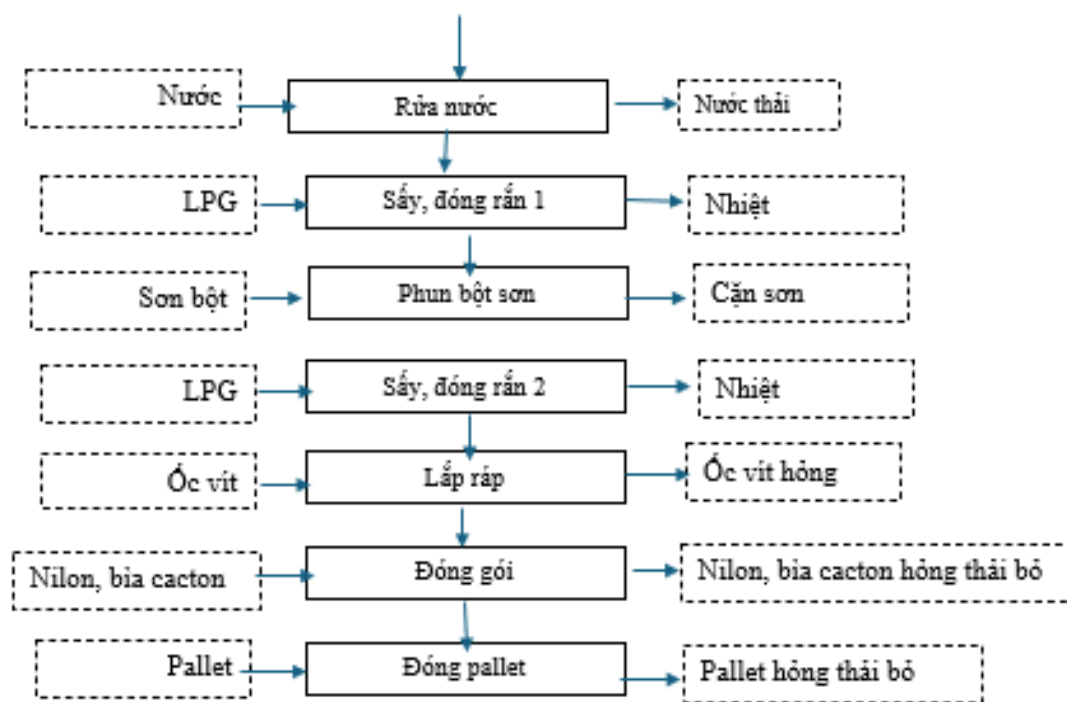 Nước
Rửa nước
Nước thải
LPG
Sấy, đóng rắn 1
Nhiệt
Sơn bột
Phun bột sơn
Cặn sơn
LPG
Sấy, đóng rắn 2
Nhiệt
Ốc vít
Lắp ráp
Ốc vít hỏng
Nilon, bìa cacton
Đóng gói
Nilon, bìa cacton hỏng thải bỏ
Pallet
Đóng pallet
Pallet hỏng thải bỏ